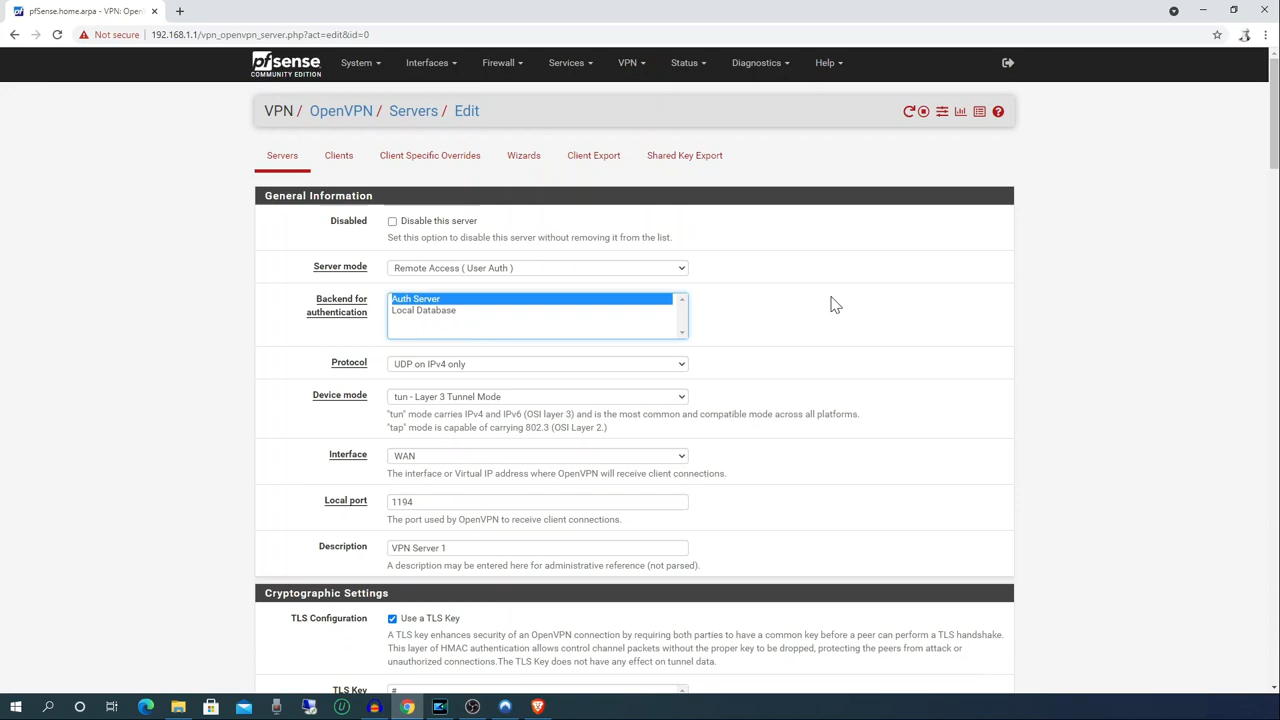 pfSense.home.arpa - VPN: Open
Not secure
192.168.1.1/vpn_openvpn_server.php?act=edit&id=0
pfsense
COMMUNITY EDITION
System
Interfaces
Firewall
Services
VPN
Status
Diagnostics
Help
VPN / OpenVPN / Servers / Edit
Servers
Clients
Client Specific Overrides
Wizards
Client Export
Shared Key Export
General Information
Disabled
Disable this server
Set this option to disable this server without removing it from the list.
Server mode
Remote Access ( User Auth )
Backend for
authentication
Auth Server
Local Database
Protocol
UDP on IPv4 only
Device mode
tun - Layer 3 Tunnel Mode
"tun" mode carries IPv4 and IPv6 (OSI layer 3) and is the most common and compatible mode across all platforms.
"tap" mode is capable of carrying 802.3 (OSI Layer 2.)
Interface
WAN
The interface or Virtual IP address where OpenVPN will receive client connections.
Local port
1194
The port used by OpenVPN to receive client connections.
Description
VPN Server 1
A description may be entered here for administrative reference (not parsed).
Cryptographic Settings
TLS Configuration
Use a TLS Key
A TLS key enhances security of an OpenVPN connection by requiring both parties to have a common key before a peer can perform a TLS handshake.
This layer of HMAC authentication allows control channel packets without the proper key to be dropped, protecting the peers from attack or
unauthorized connections.The TLS Key does not have any effect on tunnel data.
TLS Key
#